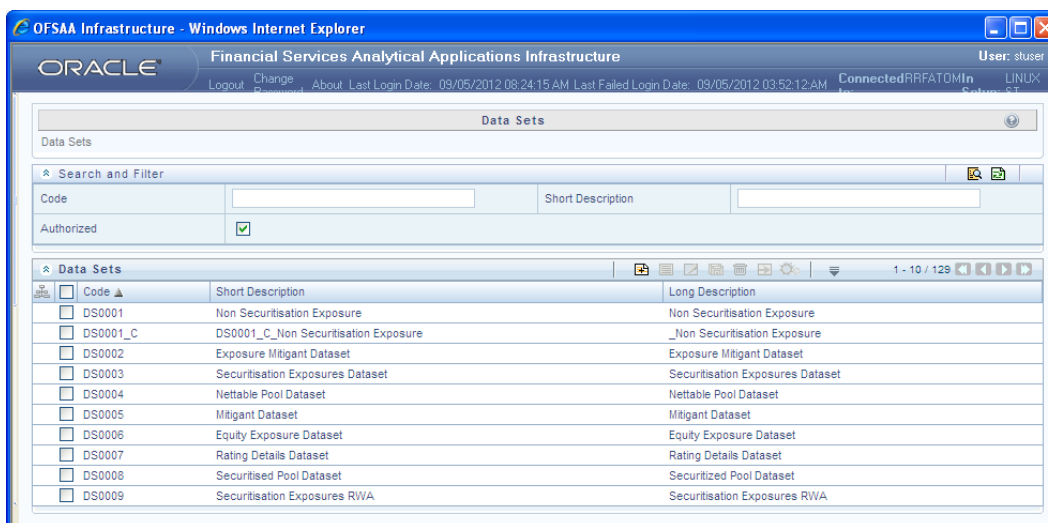 OFSAA Infrastructure - Windows Internet Explorer
ORACLE
Financial Services Analytical Applications Infrastructure
User: stuser
Logout Change Password About Last Login Date: 09/05/2012 08:24:15 AM Last Failed Login Date: 09/05/2012 03:52:12 AM Connected RRFATOM In LINUX
Data Sets
Data Sets
Search and Filter
Code Short Description
Authorized
Data Sets 1 - 10 / 129
Code Short Description Long Description
DS0001 Non Securitisation Exposure Non Securitisation Exposure
DS0001_C DS0001_C_Non Securitisation Exposure _Non Securitisation Exposure
DS0002 Exposure Mitigant Dataset Exposure Mitigant Dataset
DS0003 Securitisation Exposures Dataset Securitisation Exposures Dataset
DS0004 Nettable Pool Dataset Nettable Pool Dataset
DS0005 Mitigant Dataset Mitigant Dataset
DS0006 Equity Exposure Dataset Equity Exposure Dataset
DS0007 Rating Details Dataset Rating Details Dataset
DS0008 Securitised Pool Dataset Securitized Pool Dataset
DS0009 Securitisation Exposures RWA Securitisation Exposures RWA